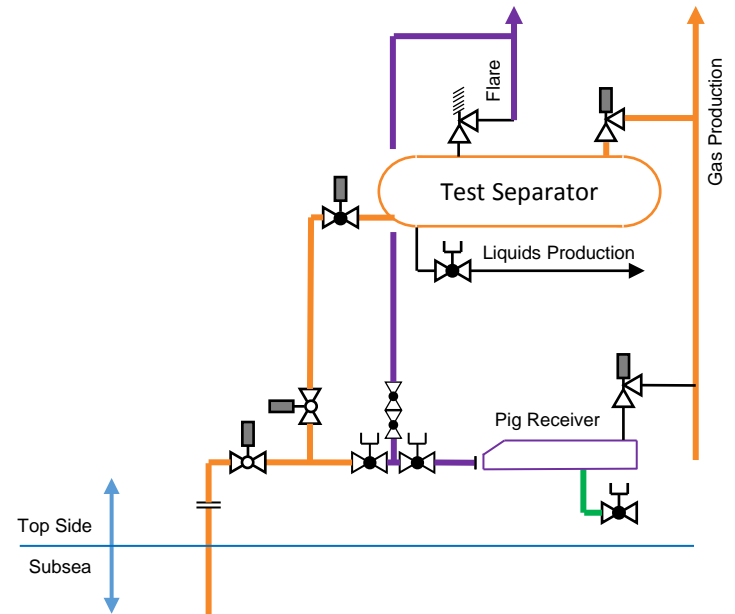 Flare
Gas Production
Test Separator
Liquids Production
Pig Receiver
Top Side
Subsea